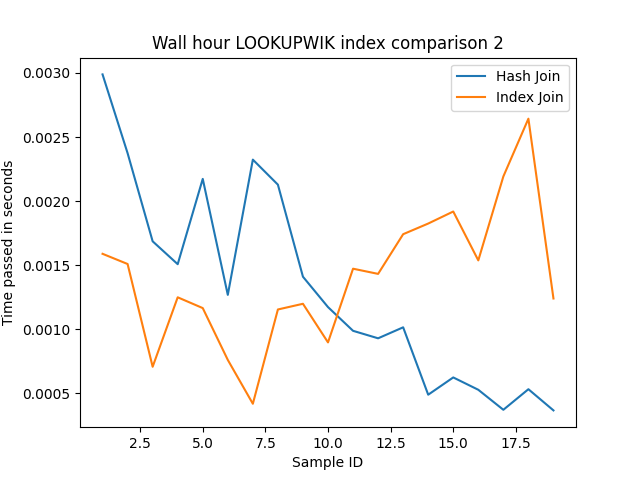 Wall hour LOOKUPWIK index comparison 2
Hash Join
Index Join
Time passed in seconds
0.0030
0.0025
0.0020
0.0015
0.0010
0.0005
2.5 5.0 7.5 10.0 12.5 15.0 17.5
Sample ID